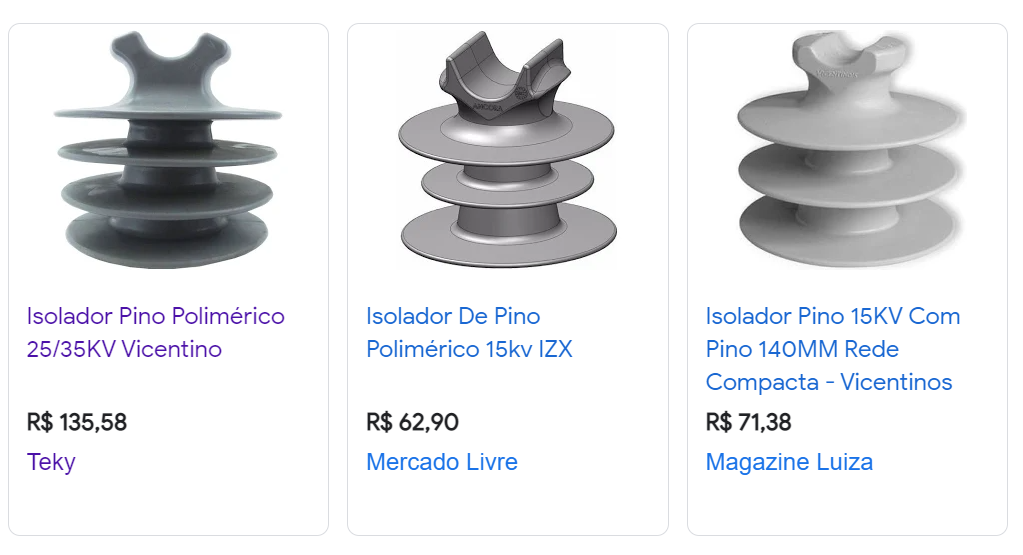 Isolador Pino Polimérico
25/35KV Vicentino
R$ 135,58
Teky
ANGORA
Isolador De Pino
Polimérico 15kv IZX
R$ 62,90
Mercado Livre
Isolador Pino 15KV Com
Pino 140MM Rede
Compacta - Vicentinos
R$ 71,38
Magazine Luiza